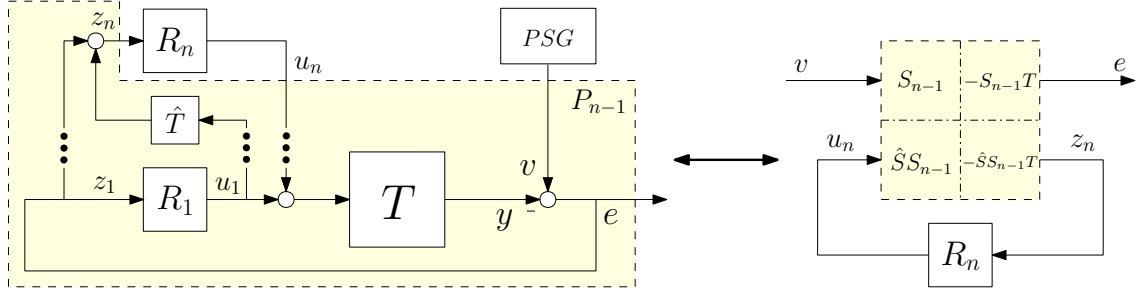 z_n
R_n
u_n
PSG
P_{n-1}
T̂
v
z_1
R_1
u_1
T
y
-
e
v
S_{n-1}
-S_{n-1}T
e
u_n
ŜS_{n-1}
-ŜS_{n-1}T
z_n
R_n